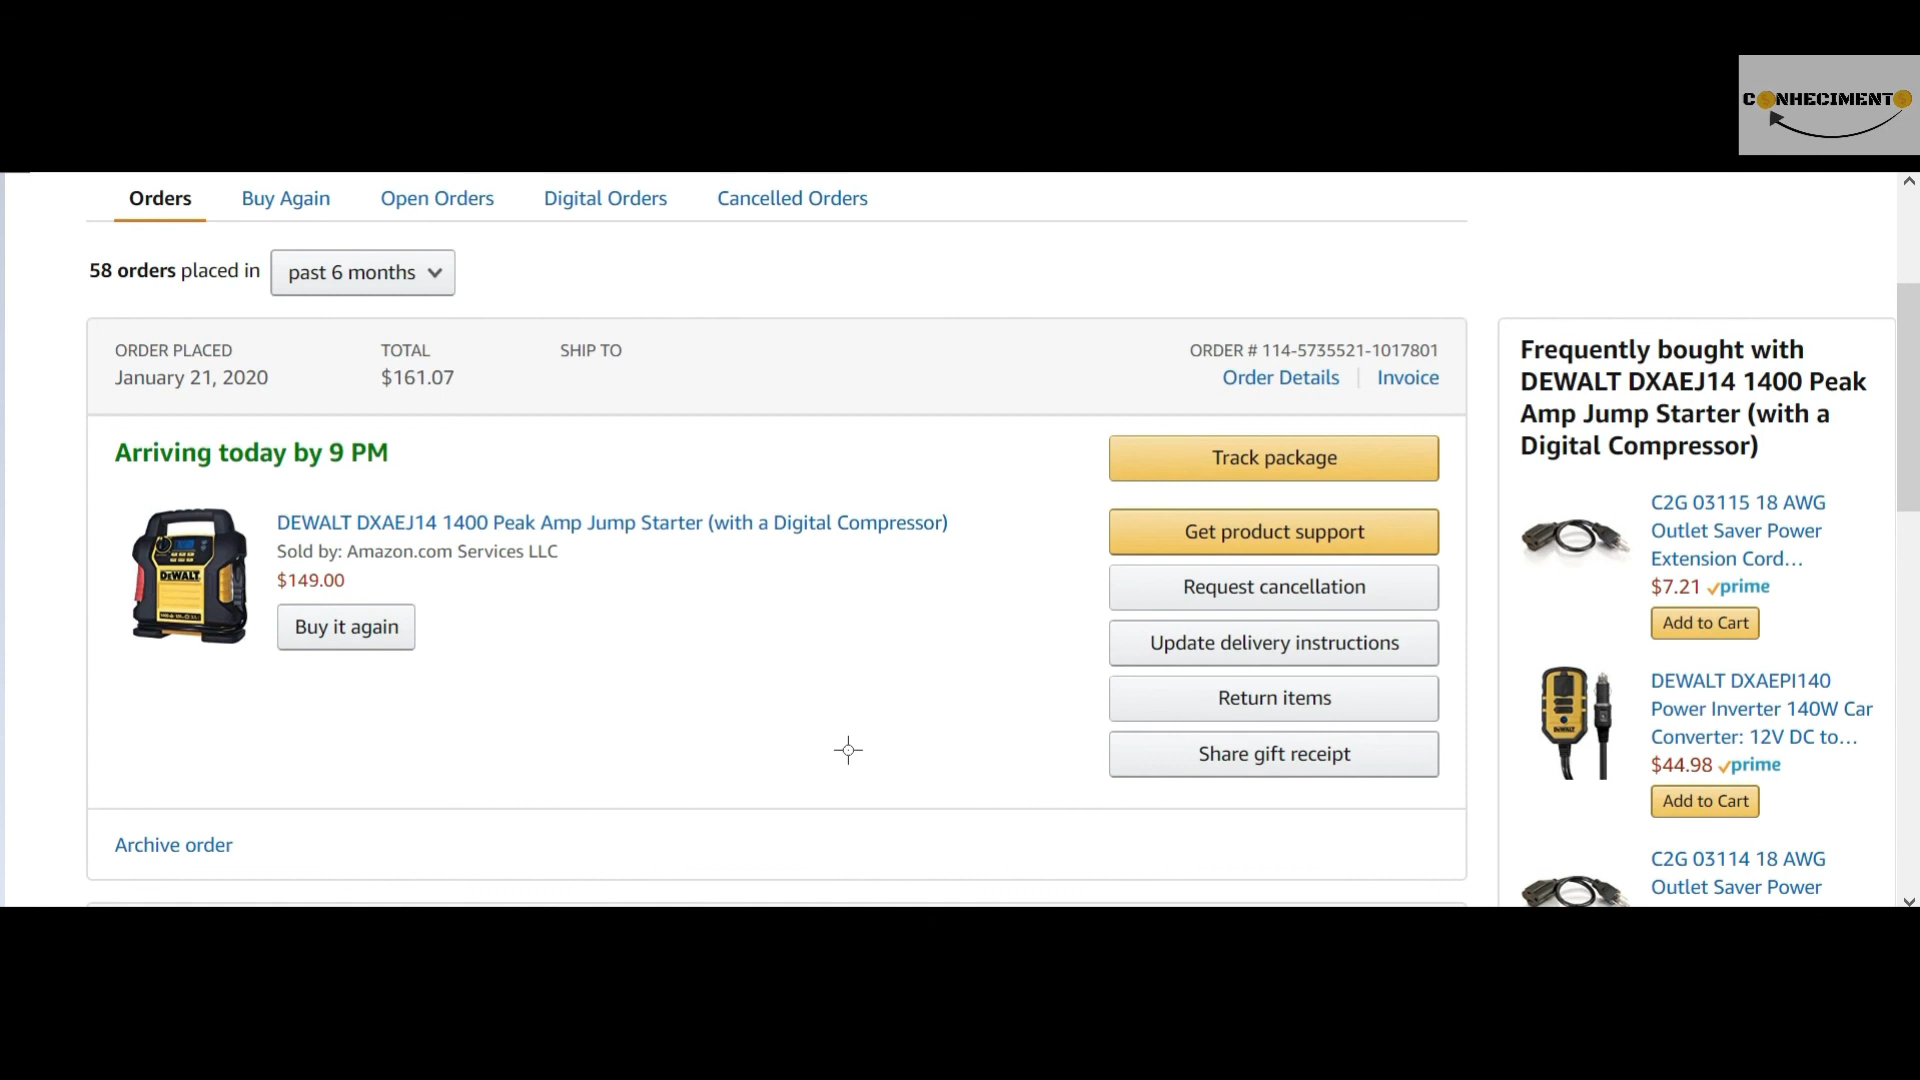 CONHECIMENTO
Orders
Buy Again
Open Orders
Digital Orders
Cancelled Orders
58 orders placed in
past 6 months
ORDER PLACED
January 21, 2020
TOTAL
$161.07
SHIP TO
ORDER # 114-5735521-1017801
Order Details
Invoice
Arriving today by 9 PM
DEWALT
DEWALT DXAEJ14 1400 Peak Amp Jump Starter (with a Digital Compressor)
Sold by: Amazon.com Services LLC
$149.00
Buy it again
Track package
Get product support
Request cancellation
Update delivery instructions
Return items
Share gift receipt
Archive order
Frequently bought with
DEWALT DXAEJ14 1400 Peak
Amp Jump Starter (with a
Digital Compressor)
C2G 03115 18 AWG
Outlet Saver Power
Extension Cord…
$7.21 prime
Add to Cart
DEWALT
DEWALT DXAEPI140
Power Inverter 140W Car
Converter: 12V DC to…
$44.98 prime
Add to Cart
C2G 03114 18 AWG
Outlet Saver Power